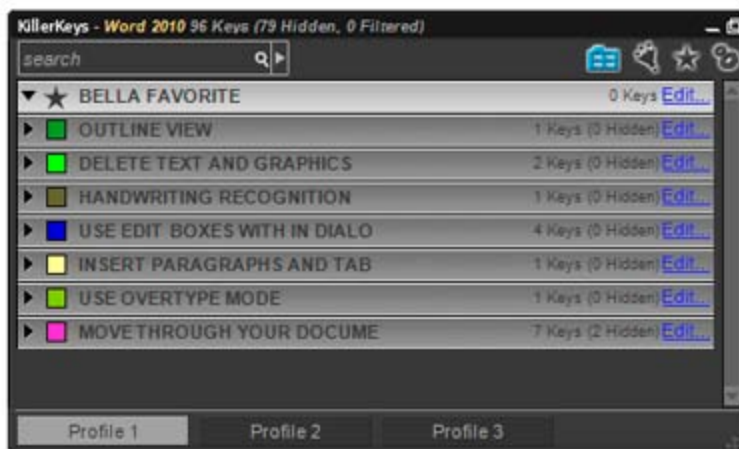 KillerKeys - Word 2010 96 Keys (79 Hidden, 0 Filtered)
search
BELLA FAVORITE 0 Keys Edit...
OUTLINE VIEW 1 Keys (0 Hidden) Edit...
DELETE TEXT AND GRAPHICS 2 Keys (0 Hidden) Edit...
HANDWRITING RECOGNITION 1 Keys (0 Hidden) Edit...
USE EDIT BOXES WITH IN DIALO 4 Keys (0 Hidden) Edit...
INSERT PARAGRAPHS AND TAB 1 Keys (0 Hidden) Edit...
USE OVERTYPE MODE 1 Keys (0 Hidden) Edit...
MOVE THROUGH YOUR DOCUME 7 Keys (2 Hidden) Edit...
Profile 1 Profile 2 Profile 3